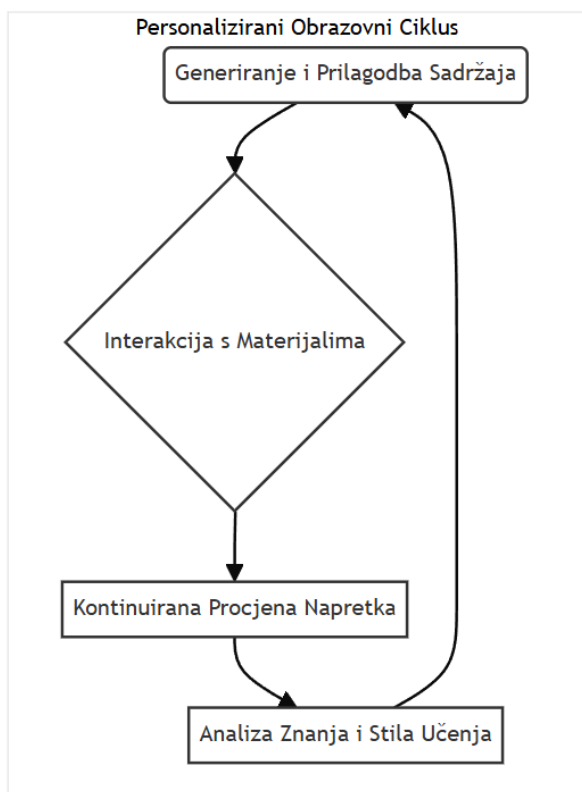 Personalizirani Obrazovni Ciklus
Generiranje i Prilagodba Sadržaja
Interakcija s Materijalima
Kontinuirana Procjena Napretka
Analiza Znanja i Stila Učenja